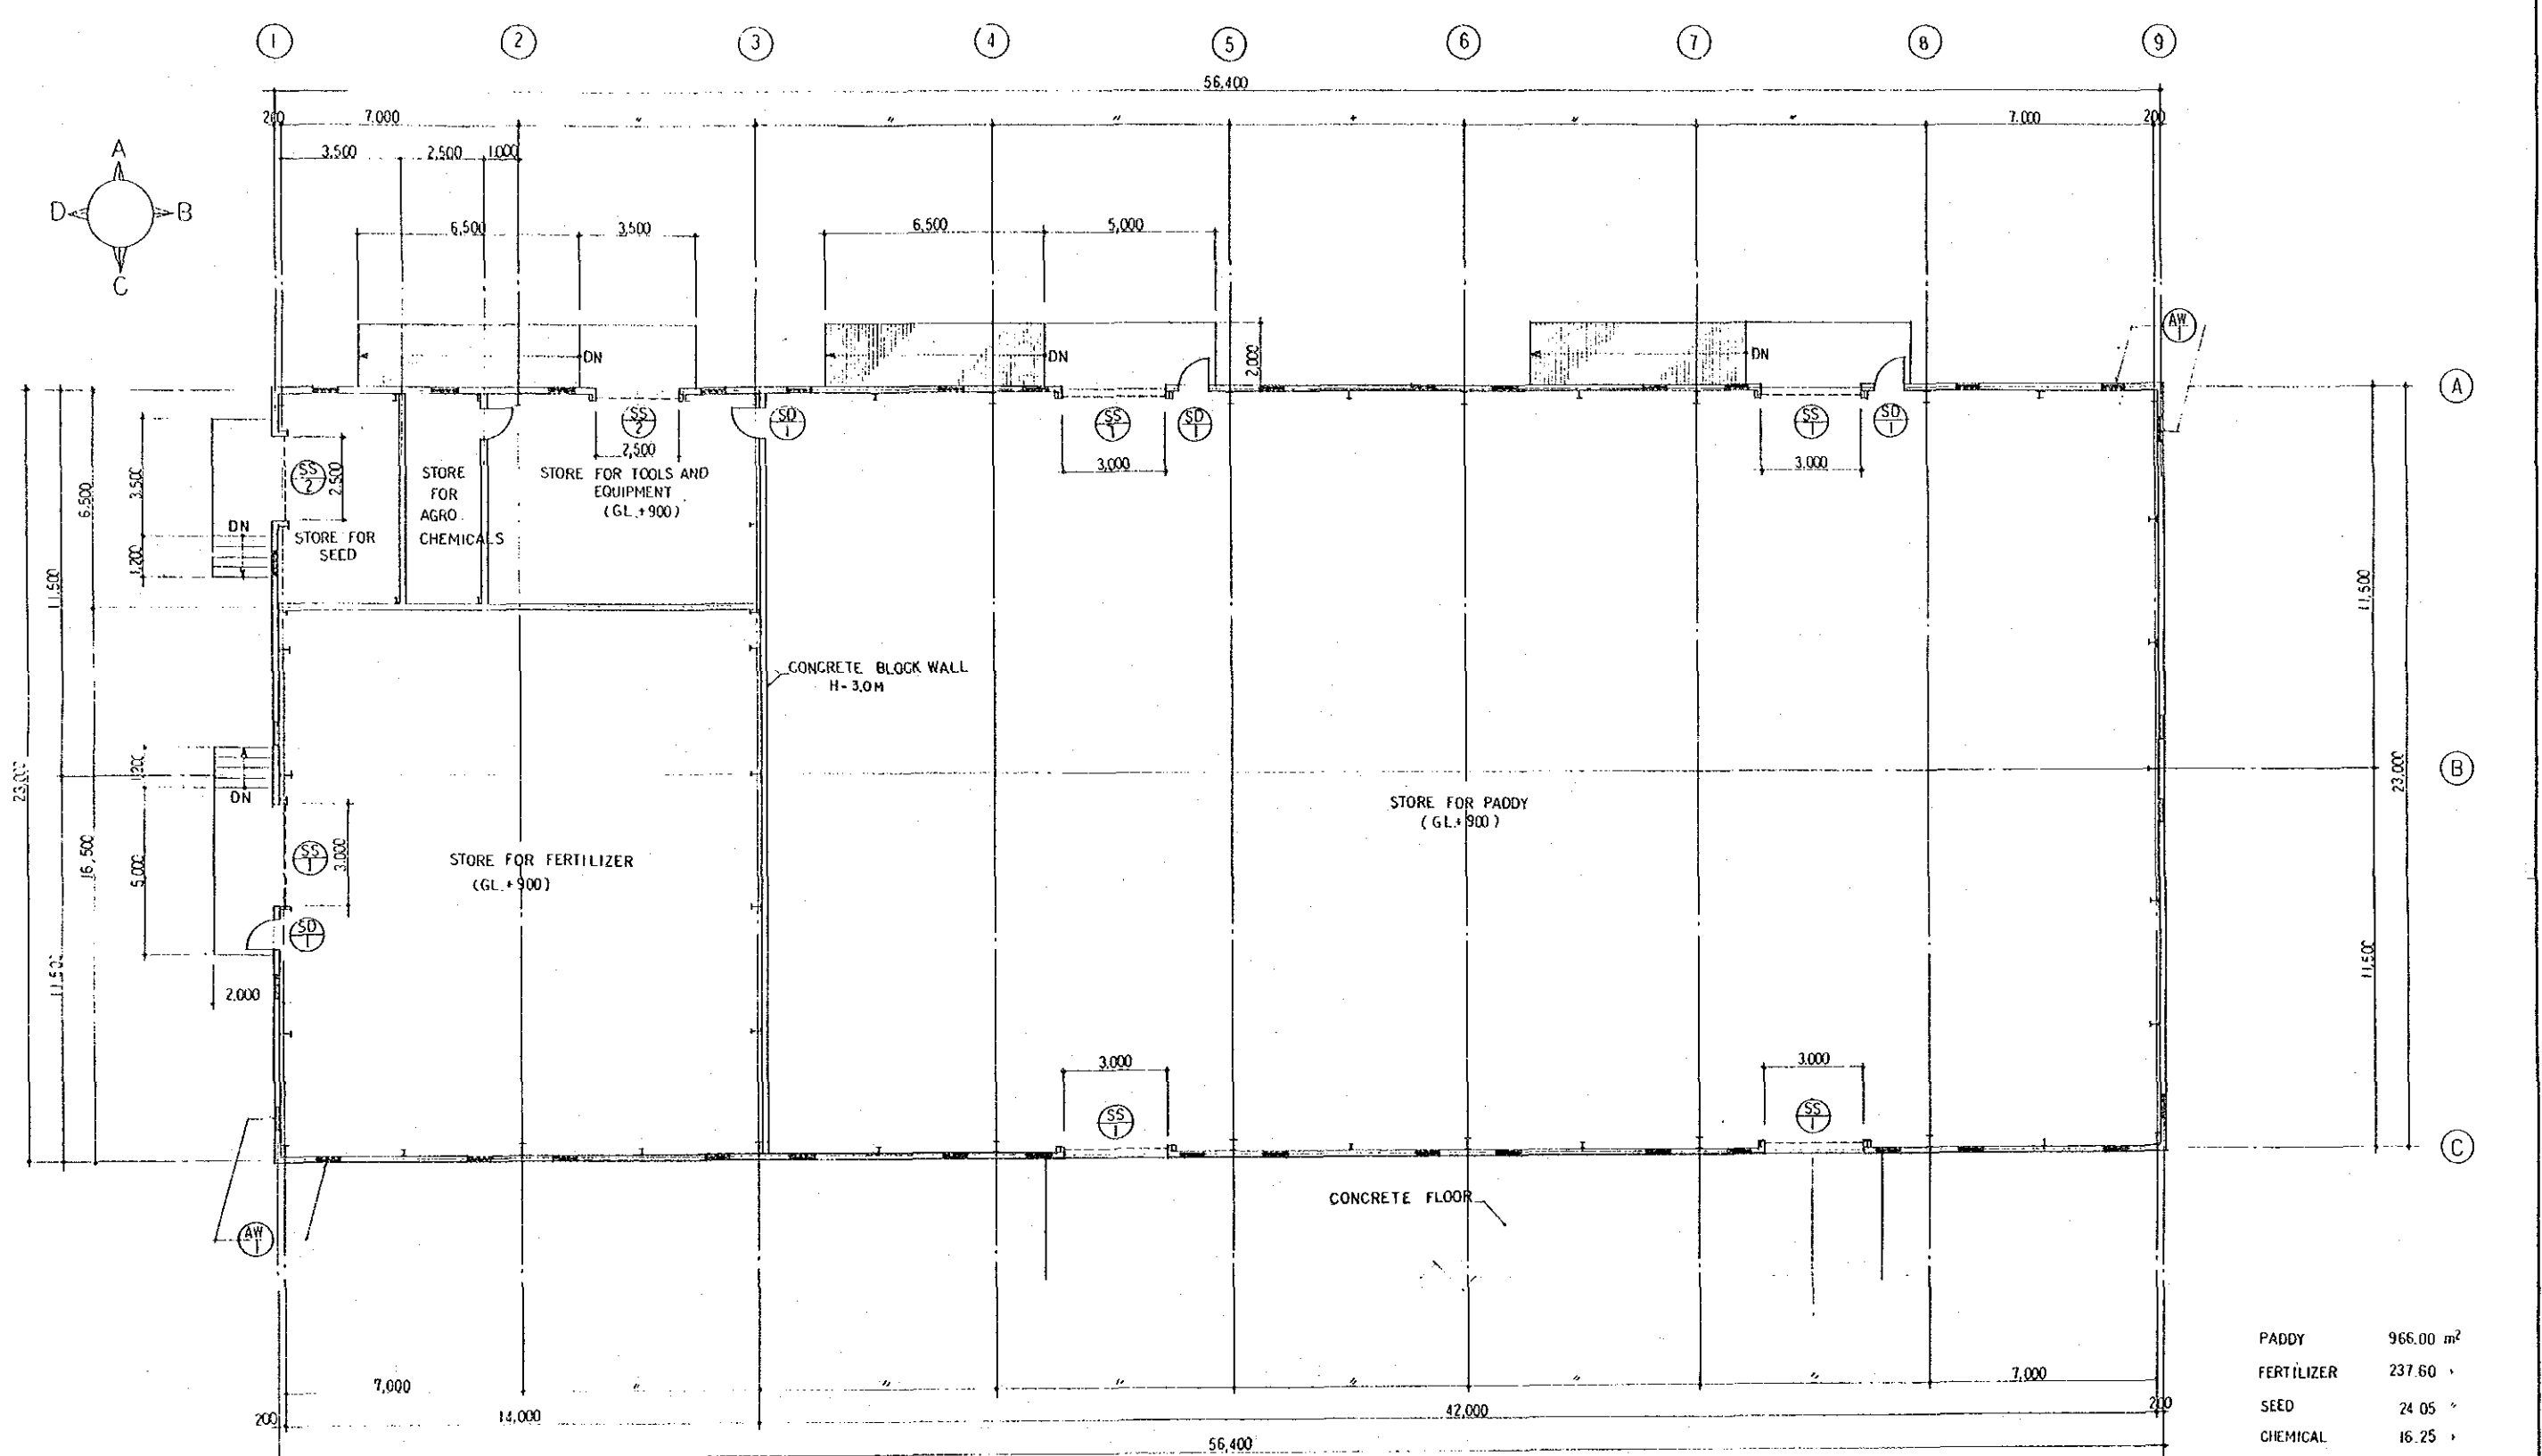 1 2 3 4 5 6 7 8 9
56,400
200 7,000 〃 〃 〃 〃 〃 〃 7,000 200
3,500 2,500 1,000
A
D B
C
6,500 3,500 6,500 5,000
DN DN DN
2,000
AW
1
A
SS
2
2,500
SD
1
SS
1
3,000
SD
1
SS
1
3,000
SD
1
3,500
1,200
6,500
11,500
SS
2
2,500
DN
STORE FOR
SEED
STORE
FOR
AGRO
CHEMICALS
STORE FOR TOOLS AND
EQUIPMENT
(GL.+900)
11,500
CONCRETE BLOCK WALL
H-3.0M
23,000
1,200
DN
5,000
16,500
SS
1
3,000
STORE FOR FERTILIZER
(GL.+900)
STORE FOR PADDY
(GL.+900)
23,000
B
SD
1
2,000
11,500
11,500
3,000
SS
1
3,000
SS
1
C
AW
1
CONCRETE FLOOR
7,000 〃 〃 〃 〃 〃 〃 7,000
200 14,000 42,000 200
56,400
PADDY 966.00 m²
FERTILIZER 237.60 〃
SEED 24.05 〃
CHEMICAL 16.25 〃